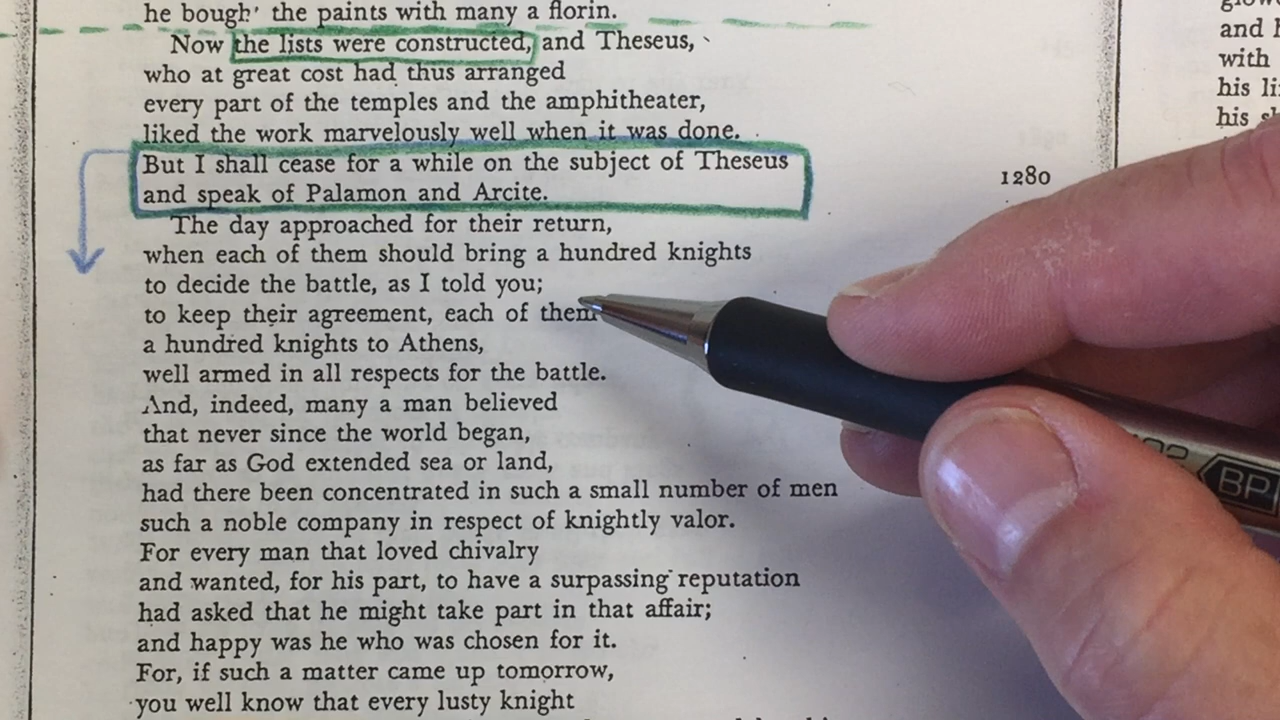 he bough' the paints with many a florin.
Now the lists were constructed, and Theseus,
who at great cost had thus arranged
every part of the temples and the amphitheater,
liked the work marvelously well when it was done.
But I shall cease for a while on the subject of Theseus
and speak of Palamon and Arcite.
1280
The day approached for their return,
when each of them should bring a hundred knights
to decide the battle, as I told you;
to keep their agreement, each of them
a hundred knights to Athens,
well armed in all respects for the battle.
And, indeed, many a man believed
that never since the world began,
as far as God extended sea or land,
had there been concentrated in such a small number of men
such a noble company in respect of knightly valor.
For every man that loved chivalry
and wanted, for his part, to have a surpassing reputation
had asked that he might take part in that affair;
and happy was he who was chosen for it.
For, if such a matter came up tomorrow,
you well know that every lusty knight
and
with
his
his
BP